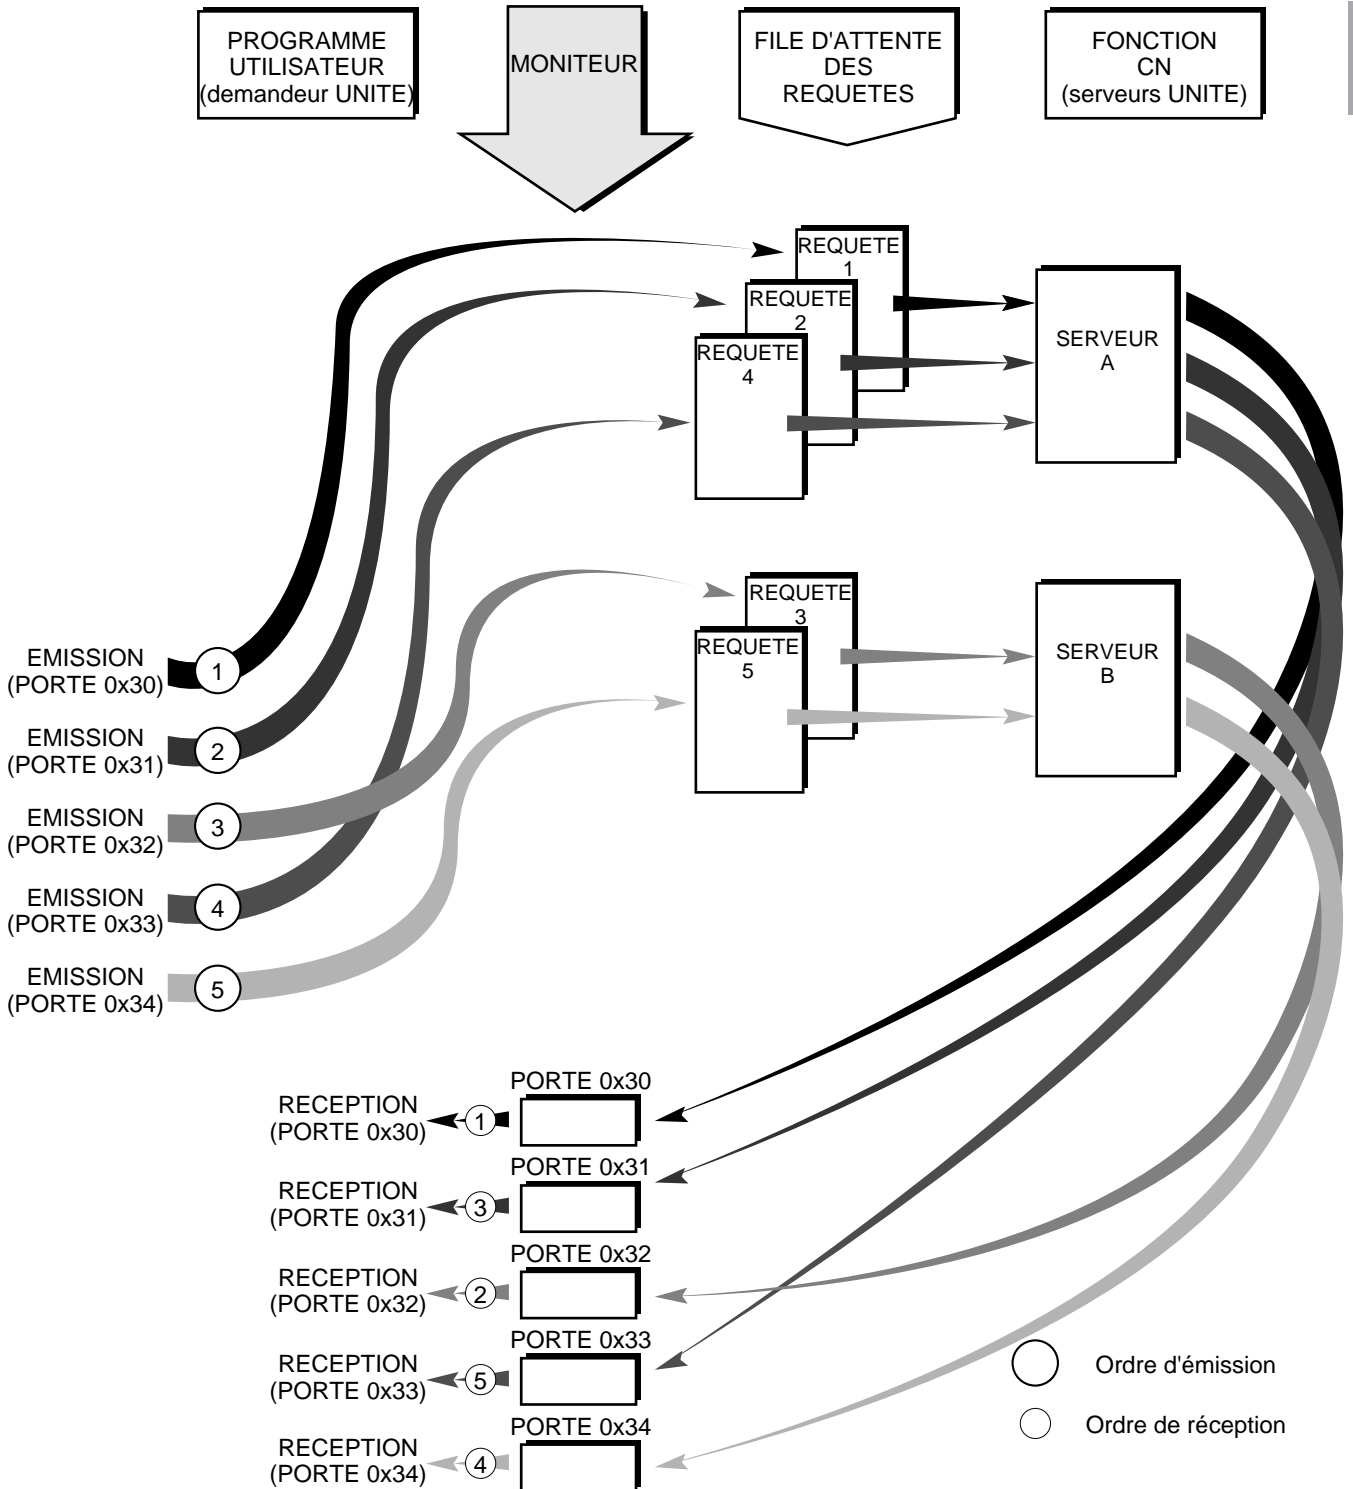 PROGRAMME
UTILISATEUR
(demandeur UNITE)
MONITEUR
FILE D'ATTENTE
DES
REQUETES
FONCTION
CN
(serveurs UNITE)
REQUETE
1
REQUETE
2
REQUETE
4
SERVEUR
A
REQUETE
3
REQUETE
5
SERVEUR
B
EMISSION
(PORTE 0x30)
1
EMISSION
(PORTE 0x31)
2
EMISSION
(PORTE 0x32)
3
EMISSION
(PORTE 0x33)
4
EMISSION
(PORTE 0x34)
5
PORTE 0x30
RECEPTION
(PORTE 0x30)
1
PORTE 0x31
RECEPTION
(PORTE 0x31)
3
PORTE 0x32
RECEPTION
(PORTE 0x32)
2
PORTE 0x33
RECEPTION
(PORTE 0x33)
5
PORTE 0x34
RECEPTION
(PORTE 0x34)
4
Ordre d'émission
Ordre de réception